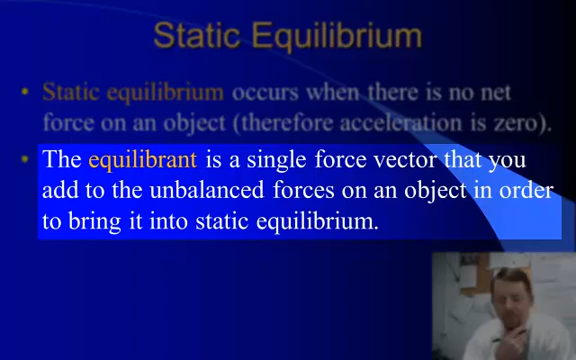 Static Equilibrium
• Static equilibrium occurs when there is no net
force on an object (therefore acceleration is zero).
• The equilibrant is a single force vector that you
add to the unbalanced forces on an object in order
to bring it into static equilibrium.